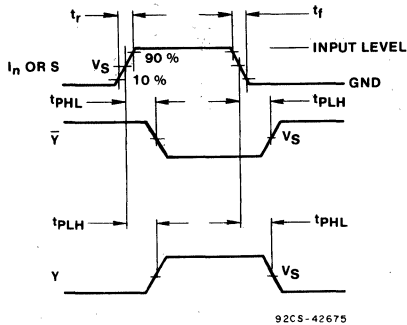 tr
tf
INPUT LEVEL
90 %
In OR S
VS
10 %
GND
tPHL
tPLH
Y
VS
tPLH
tPHL
Y
VS
92CS-42675